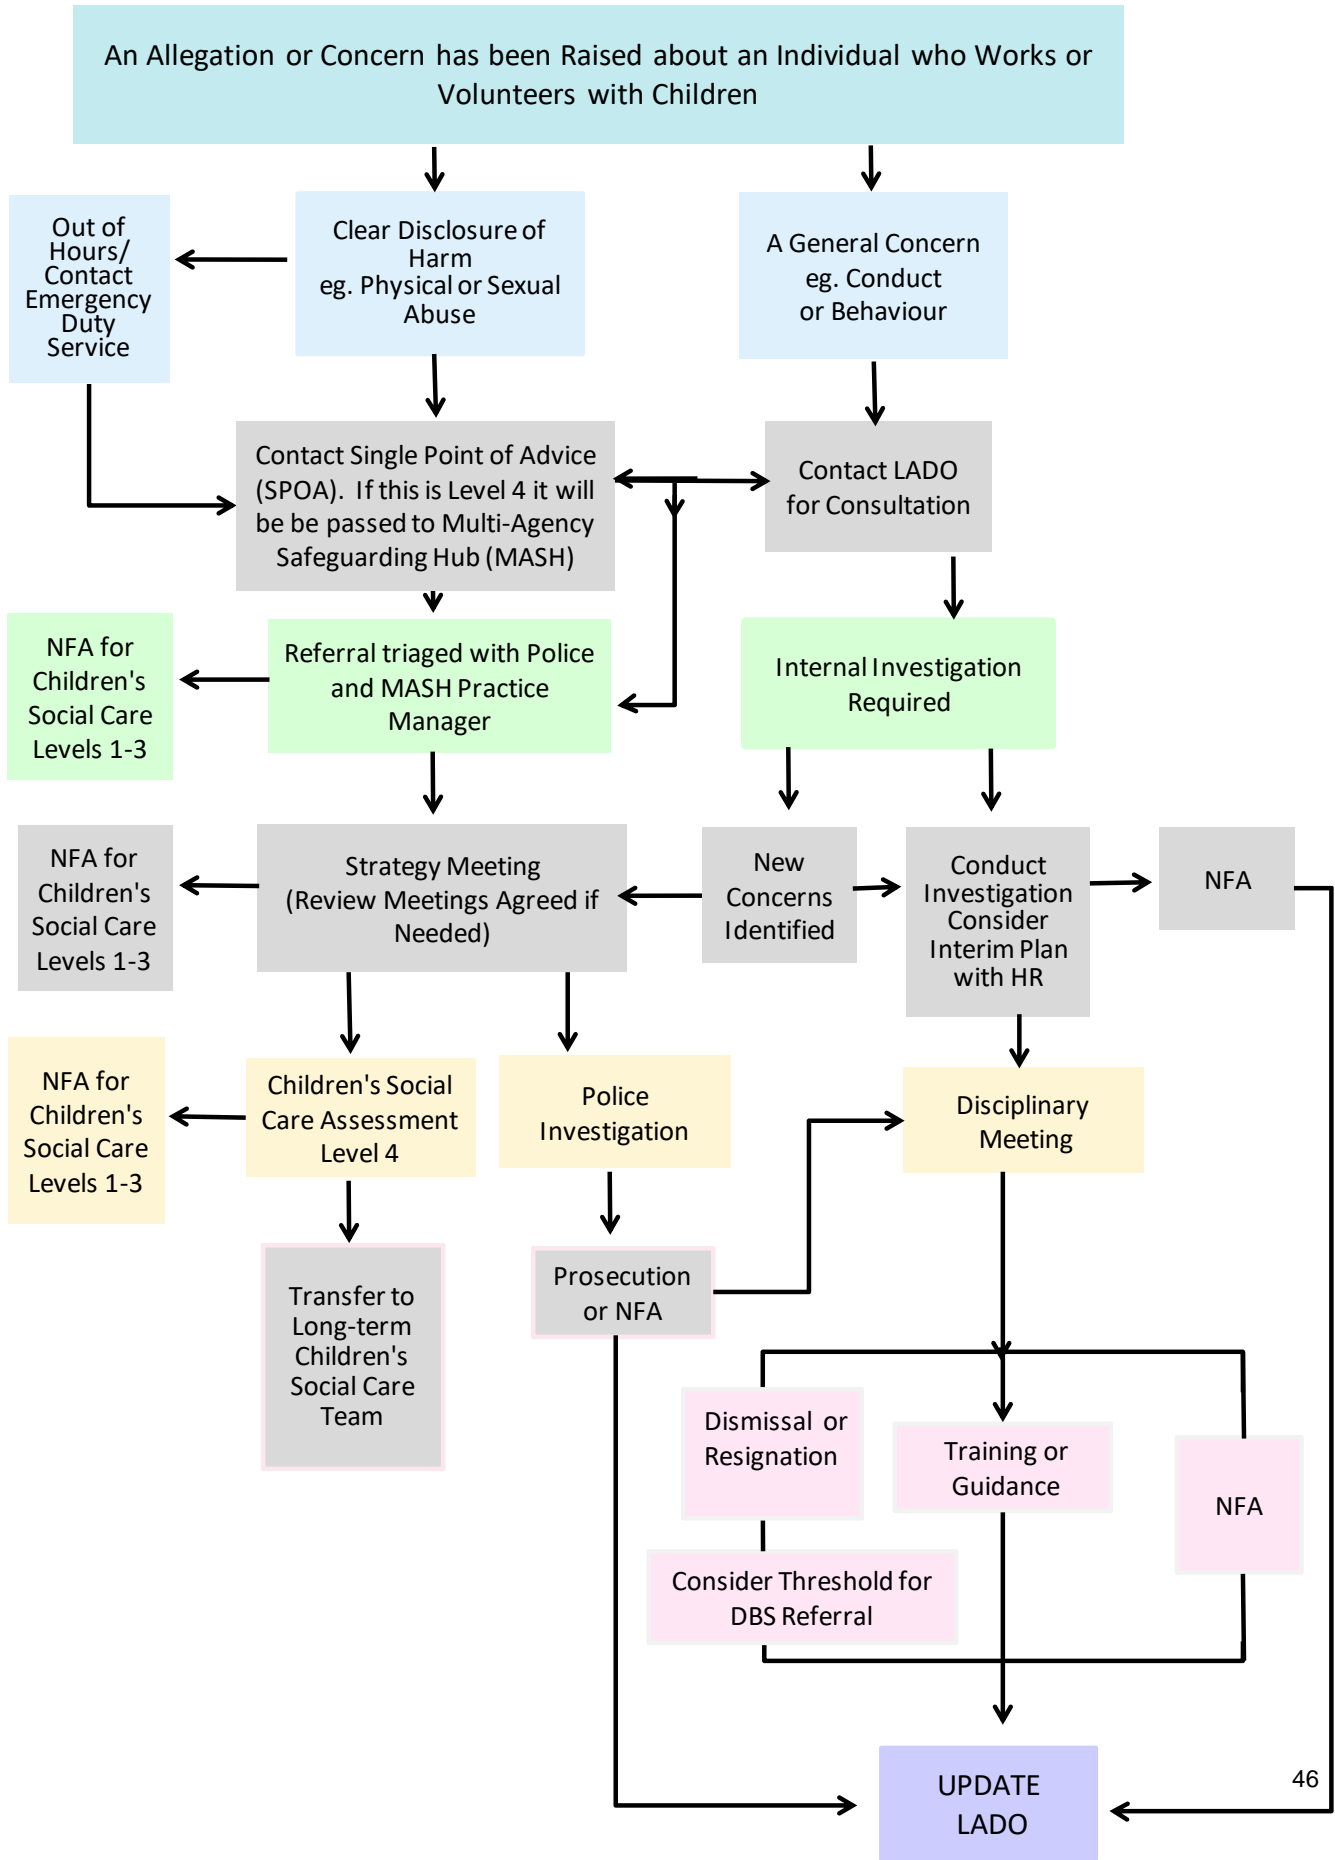 An Allegation or Concern has been Raised about an Individual who Works or
Volunteers with Children
Out of
Hours/
Contact
Emergency
Duty
Service
Clear Disclosure of
Harm
eg. Physical or Sexual
Abuse
A General Concern
eg. Conduct
or Behaviour
Contact Single Point of Advice
(SPOA). If this is Level 4 it will
be be passed to Multi-Agency
Safeguarding Hub (MASH)
Contact LADO
for Consultation
NFA for
Children's
Social Care
Levels 1-3
Referral triaged with Police
and MASH Practice
Manager
Internal Investigation
Required
NFA for
Children's
Social Care
Levels 1-3
Strategy Meeting
(Review Meetings Agreed if
Needed)
New
Concerns
Identified
Conduct
Investigation
Consider
Interim Plan
with HR
NFA
NFA for
Children's
Social Care
Levels 1-3
Children's Social
Care Assessment
Level 4
Police
Investigation
Disciplinary
Meeting
Transfer to
Long-term
Children's
Social Care
Team
Prosecution
or NFA
Dismissal or
Resignation
Training or
Guidance
NFA
Consider Threshold for
DBS Referral
UPDATE
LADO
46